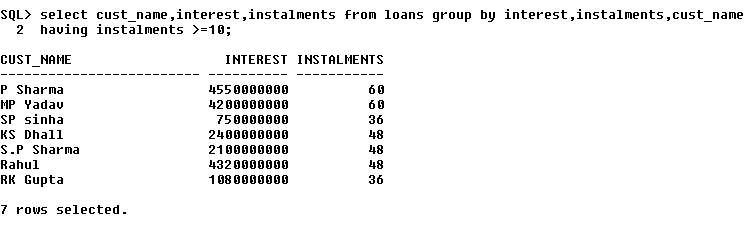 SQL> select cust_name,interest,instalments from loans group by interest,instalments,cust_name
2 having instalments >=10;
CUST_NAME INTEREST INSTALMENTS
------------------------- ---------- -----------
P Sharma 4550000000 60
MP Yadav 4200000000 60
SP sinha 750000000 36
KS Dhall 2400000000 48
S.P Sharma 2100000000 48
Rahul 4320000000 48
RK Gupta 1080000000 36
7 rows selected.